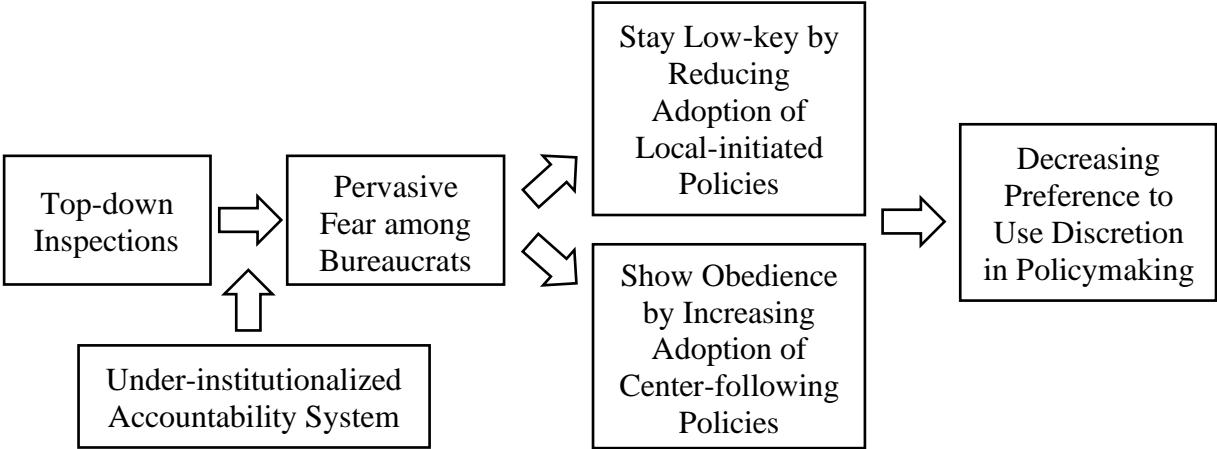 Top-down
Inspections
Under-institutionalized
Accountability System
Pervasive
Fear among
Bureaucrats
Stay Low-key by
Reducing
Adoption of
Local-initiated
Policies
Show Obedience
by Increasing
Adoption of
Center-following
Policies
Decreasing
Preference to
Use Discretion
in Policymaking